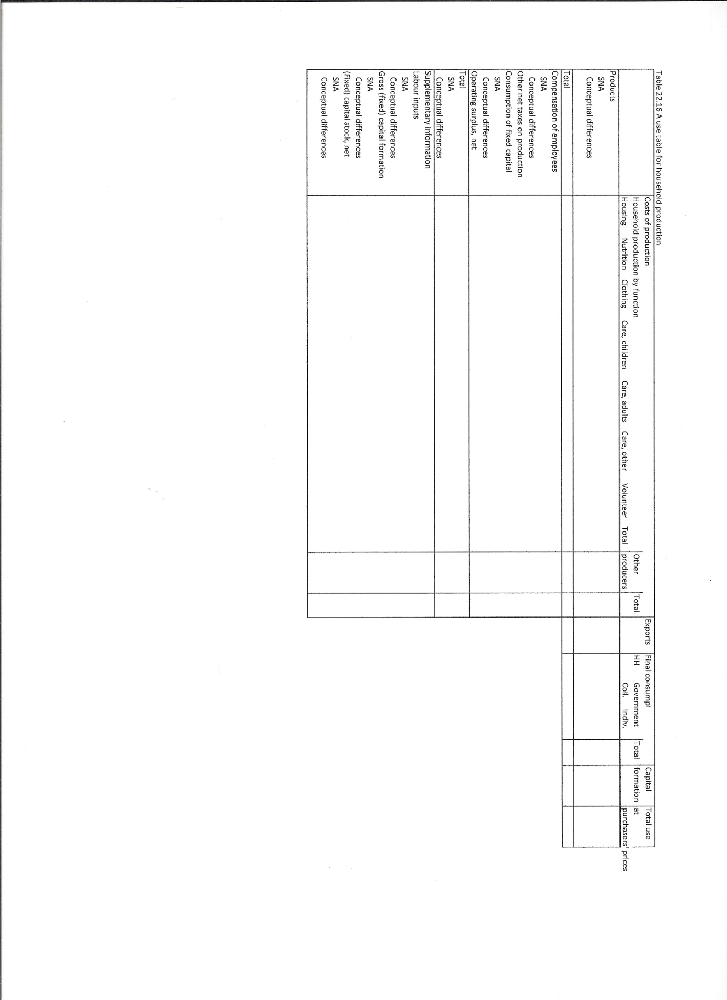 Table 22.16 A use table for household production
Costs of production Exports Final consumpt Capital Total use
Household production by function Other Total HH Government Total formation at
Housing Nutrition Clothing Care, children Care, adults Care, other Volunteer Total producers Coll. Indiv. purchasers' prices
Products
SNA
Conceptual differences
Total
Compensation of employees
SNA
Conceptual differences
Other net taxes on production
Consumption of fixed capital
SNA
Conceptual differences
Operating surplus, net
Total
SNA
Conceptual differences
Supplementary information
Labour inputs
SNA
Conceptual differences
Gross (fixed) capital formation
SNA
Conceptual differences
(Fixed) capital stock, net
SNA
Conceptual differences